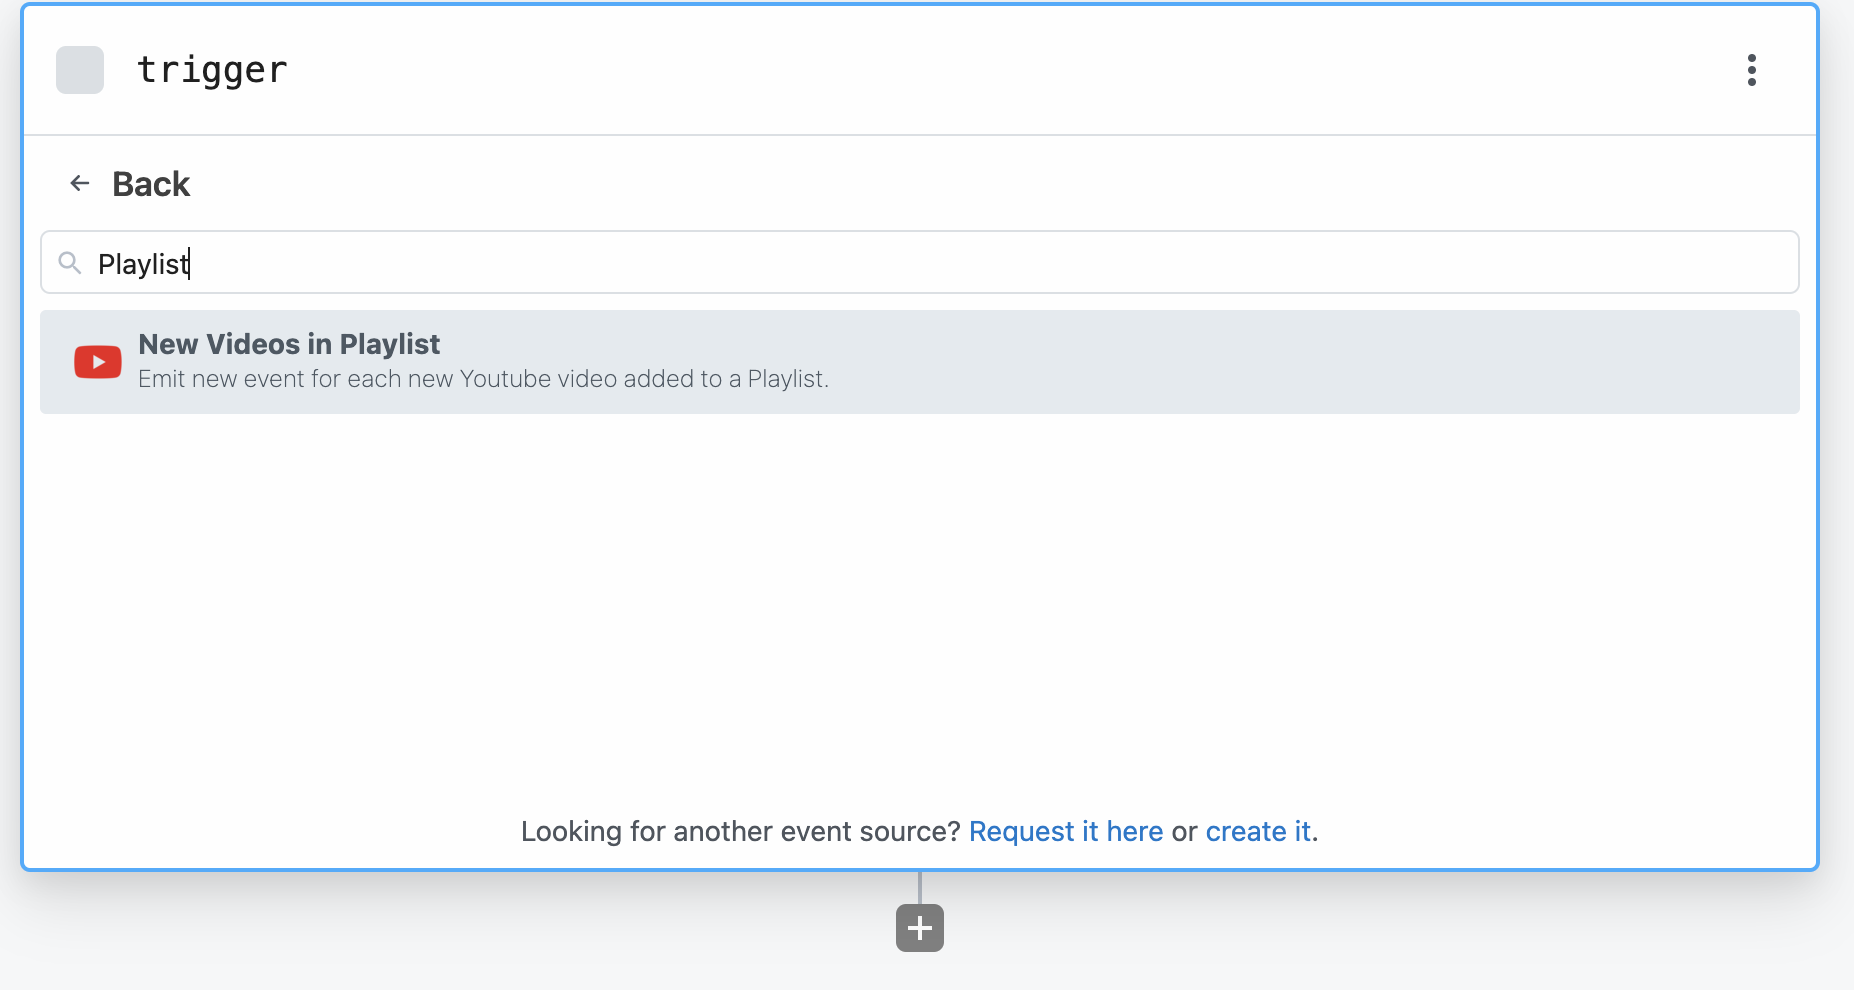 trigger
Back
Playlist
New Videos in Playlist
Emit new event for each new Youtube video added to a Playlist.
Looking for another event source? Request it here or create it.